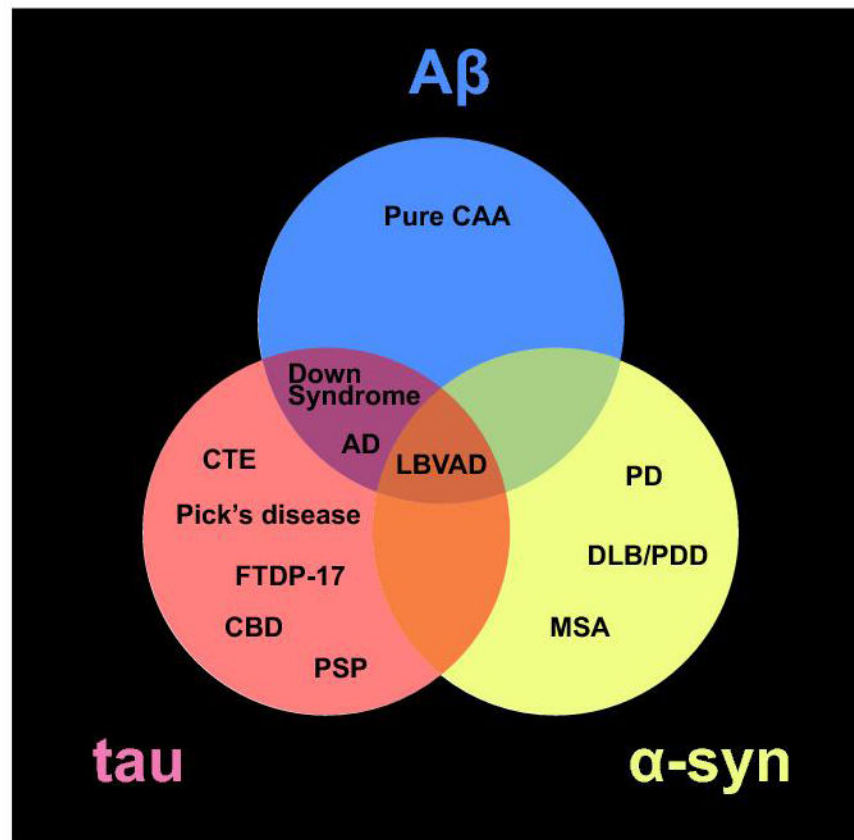 Aβ
Pure CAA
Down
Syndrome
AD
LBVAD
CTE
Pick's disease
FTDP-17
CBD
PSP
PD
DLB/PDD
MSA
tau
α-syn